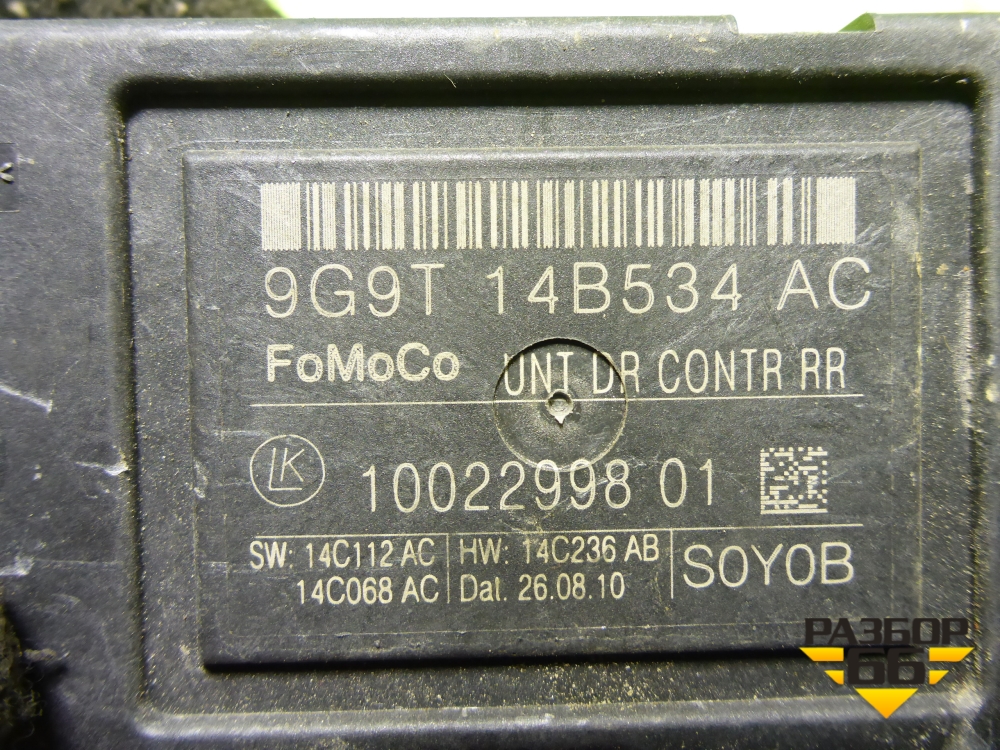 9G9T 14B534 AC
FoMoCo UNT DR CONTR RR
LK 10022998 01
SW: 14C112 AC HW: 14C236 AB S0Y0B
14C068 AC Dat. 26.08.10
РАЗБОР
66